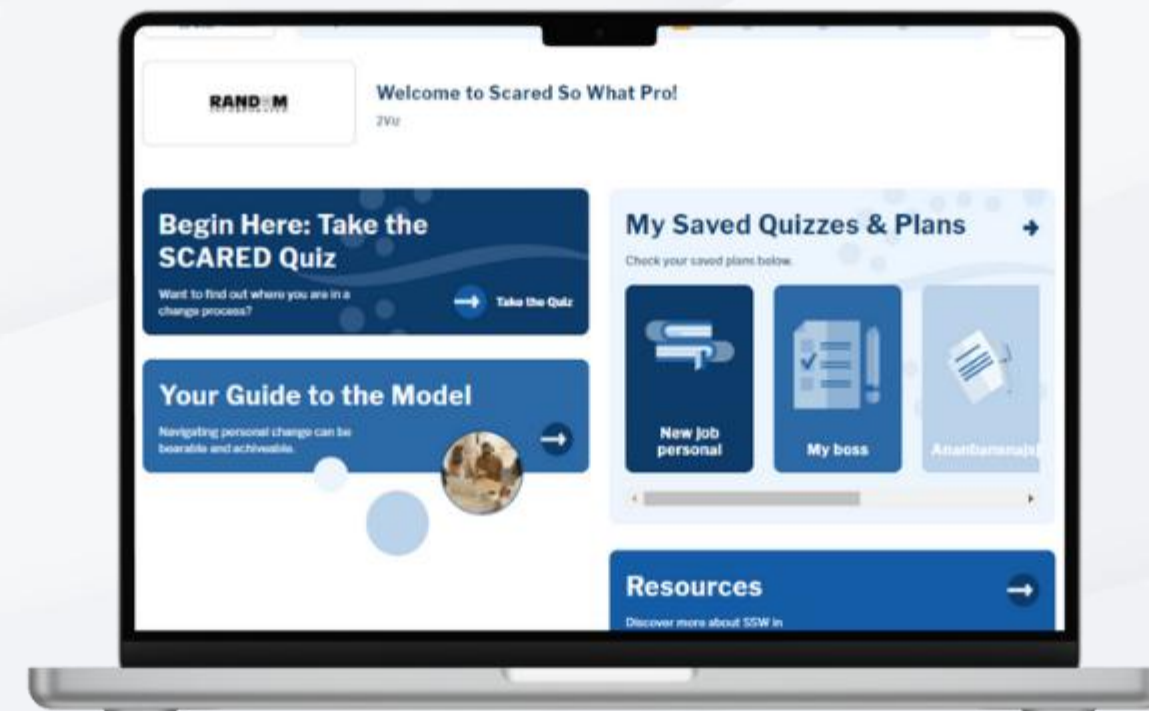 RANDOM
Welcome to Scared So What Pro!
Begin Here: Take the
SCARED Quiz
Want to find out where you are in a
change process?
Take the Quiz
Your Guide to the Model
Navigating personal change can be
bearable and achiveable.
My Saved Quizzes & Plans
Check your saved plans below.
New job
personal
My boss
Resources
Discover more about SSW in